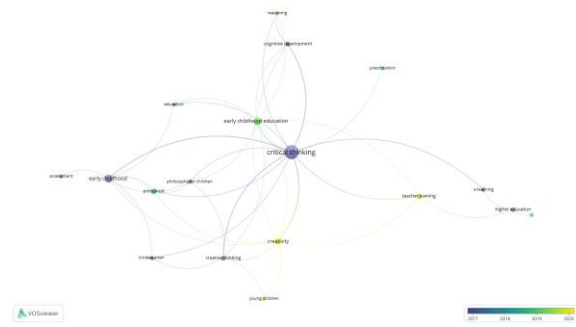 reasoning
cognitive development
preschoolers
education
early childhood education
critical thinking
assessment
early childhood
philosophy for children
preschool
teacher training
e-learning
higher education
creativity
kindergarten
creative thinking
young children
VOSviewer
2017 2018 2019 2020